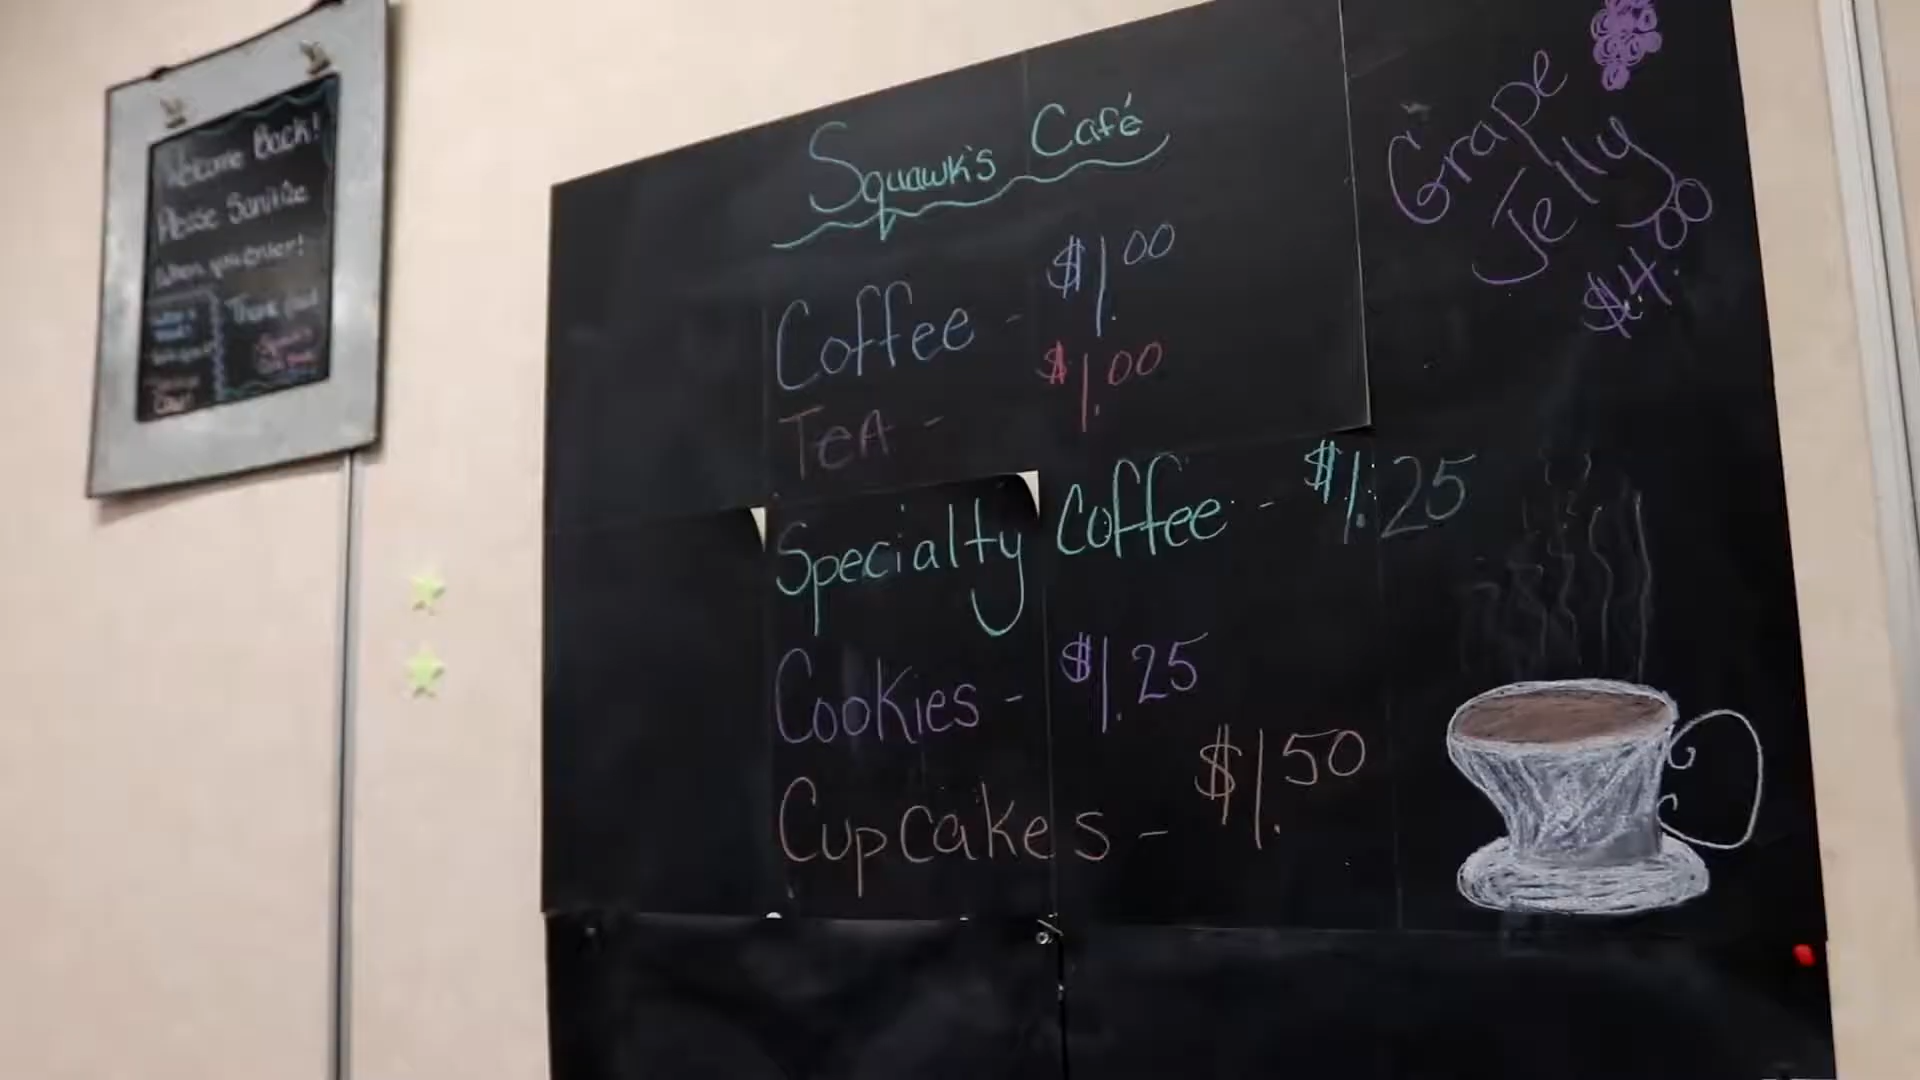 Welcome Back!
Please Sanitize
When you enter!
Thank you!
Squawk's Café
Coffee - $1.00
TeA - $1.00
Specialty Coffee - $1.25
Cookies - $1.25
Cupcakes - $1.50
Grape
Jelly
$4.00